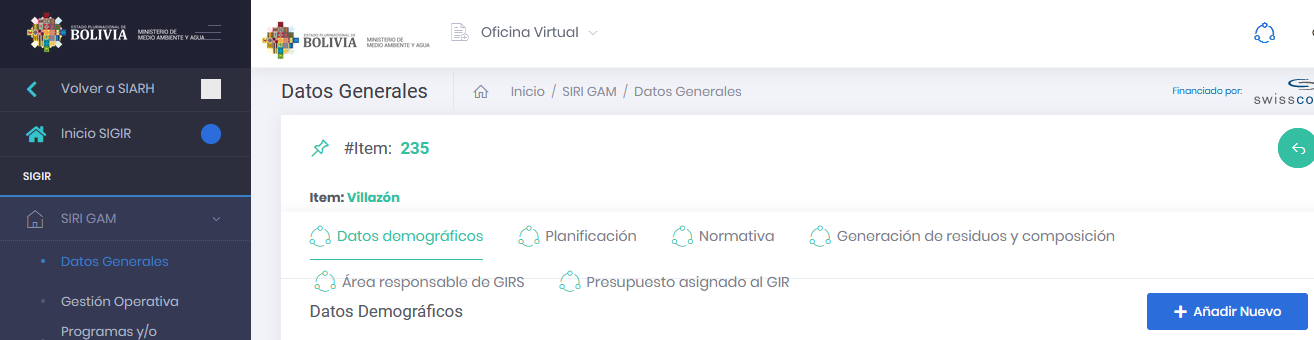 ESTADO PLURINACIONAL DE
BOLIVIA
MINISTERIO DE
MEDIO AMBIENTE Y AGUA
Volver a SIARH
Inicio SIGIR
SIGIR
SIRI GAM
Datos Generales
Gestión Operativa
Programas y/o
ESTADO PLURINACIONAL DE
BOLIVIA
MINISTERIO DE
MEDIO AMBIENTE Y AGUA
Oficina Virtual
Datos Generales
Inicio / SIRI GAM / Datos Generales
Financiado por:
swissco
#Item: 235
Item: Villazón
Datos demográficos Planificación Normativa Generación de residuos y composición
Área responsable de GIRS Presupuesto asignado al GIR
Datos Demográficos
+ Añadir Nuevo